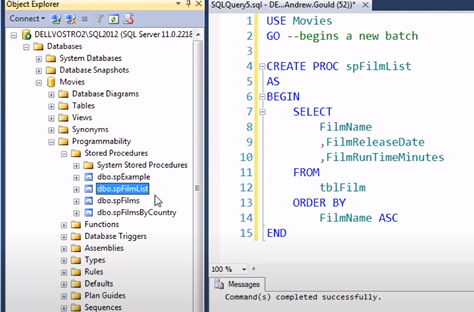 Object Explorer
Connect
DELLVOSTRO2\SQL2012 (SQL Server 11.0.2218
Databases
System Databases
Database Snapshots
Movies
Database Diagrams
Tables
Views
Synonyms
Programmability
Stored Procedures
System Stored Procedures
dbo.spExample
dbo.spFilmList
dbo.spFilms
dbo.spFilmsByCountry
Functions
Database Triggers
Assemblies
Types
Rules
Defaults
Plan Guides
Sequences
SQLQuery5.sql - DE...Andrew.Gould (52))*
1 USE Movies
2 GO --begins a new batch
3
4 CREATE PROC spFilmList
5 AS
6 BEGIN
7 SELECT
8 FilmName
9 ,FilmReleaseDate
10 ,FilmRunTimeMinutes
11 FROM
12 tblFilm
13 ORDER BY
14 FilmName ASC
15 END
100 %
Messages
Command(s) completed successfully.